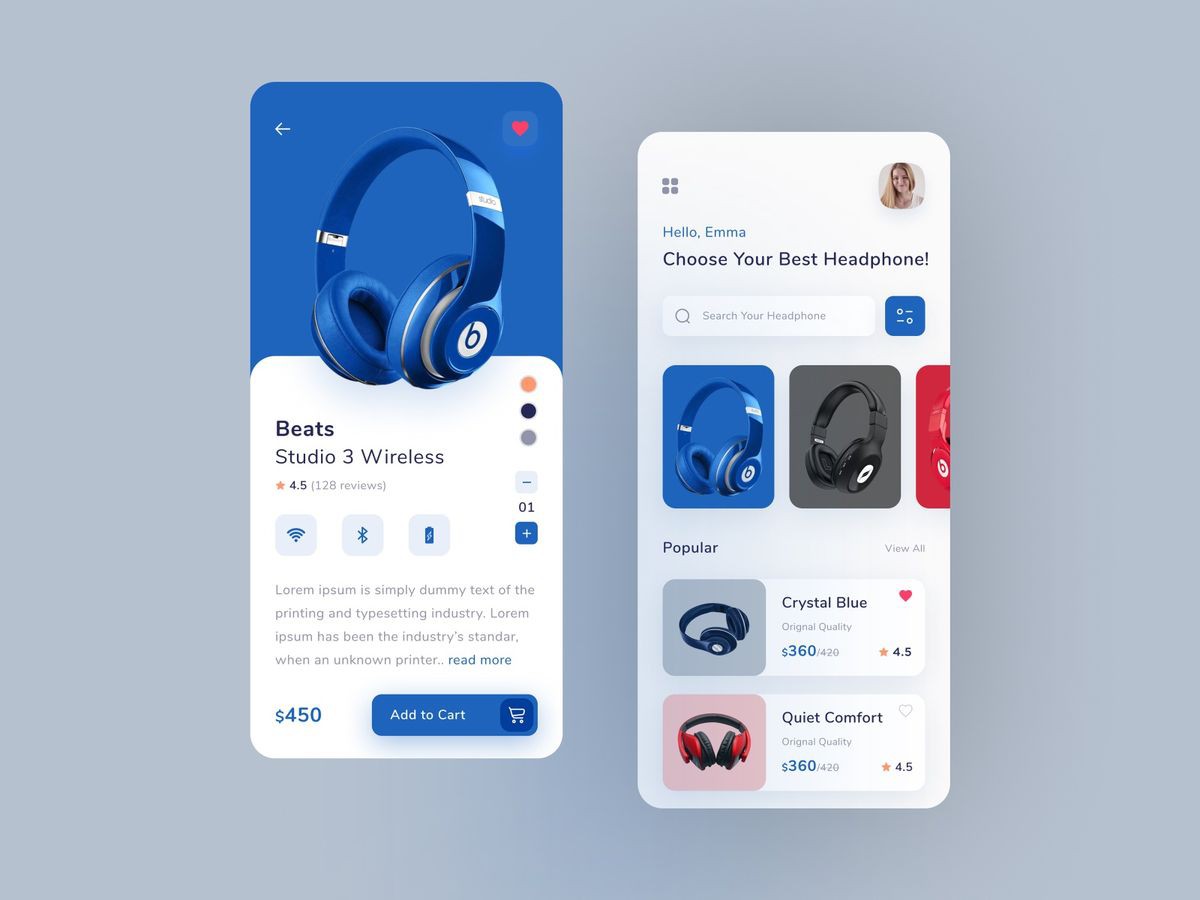 studio
b
Beats
Studio 3 Wireless
4.5 (128 reviews)
01
Lorem ipsum is simply dummy text of the
printing and typesetting industry. Lorem
ipsum has been the industry's standar,
when an unknown printer.. read more
$450
Add to Cart
Hello, Emma
Choose Your Best Headphone!
Search Your Headphone
studio
b
b
Popular
View All
Crystal Blue
Orignal Quality
$360/420
4.5
Quiet Comfort
Orignal Quality
$360/420
4.5